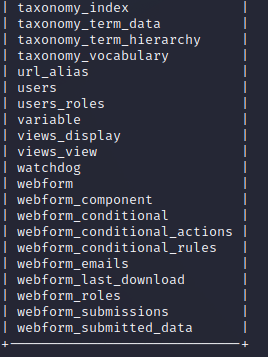 | taxonomy_index |
| taxonomy_term_data |
| taxonomy_term_hierarchy |
| taxonomy_vocabulary |
| url_alias |
| users |
| users_roles |
| variable |
| views_display |
| views_view |
| watchdog |
| webform |
| webform_component |
| webform_conditional |
| webform_conditional_actions |
| webform_conditional_rules |
| webform_emails |
| webform_last_download |
| webform_roles |
| webform_submissions |
| webform_submitted_data |
+-----------------------------+